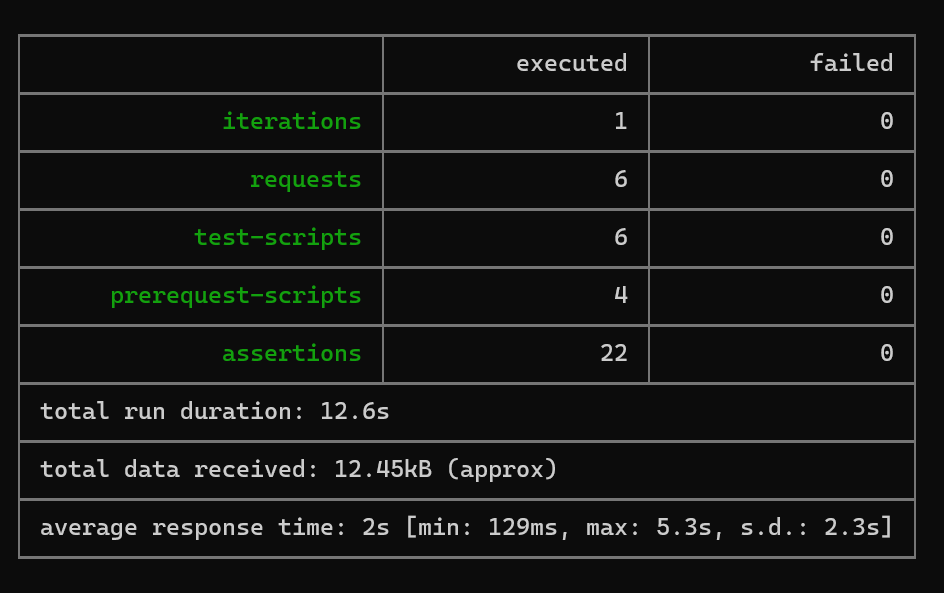 executed failed
iterations 1 0
requests 6 0
test-scripts 6 0
prerequest-scripts 4 0
assertions 22 0
total run duration: 12.6s
total data received: 12.45kB (approx)
average response time: 2s [min: 129ms, max: 5.3s, s.d.: 2.3s]